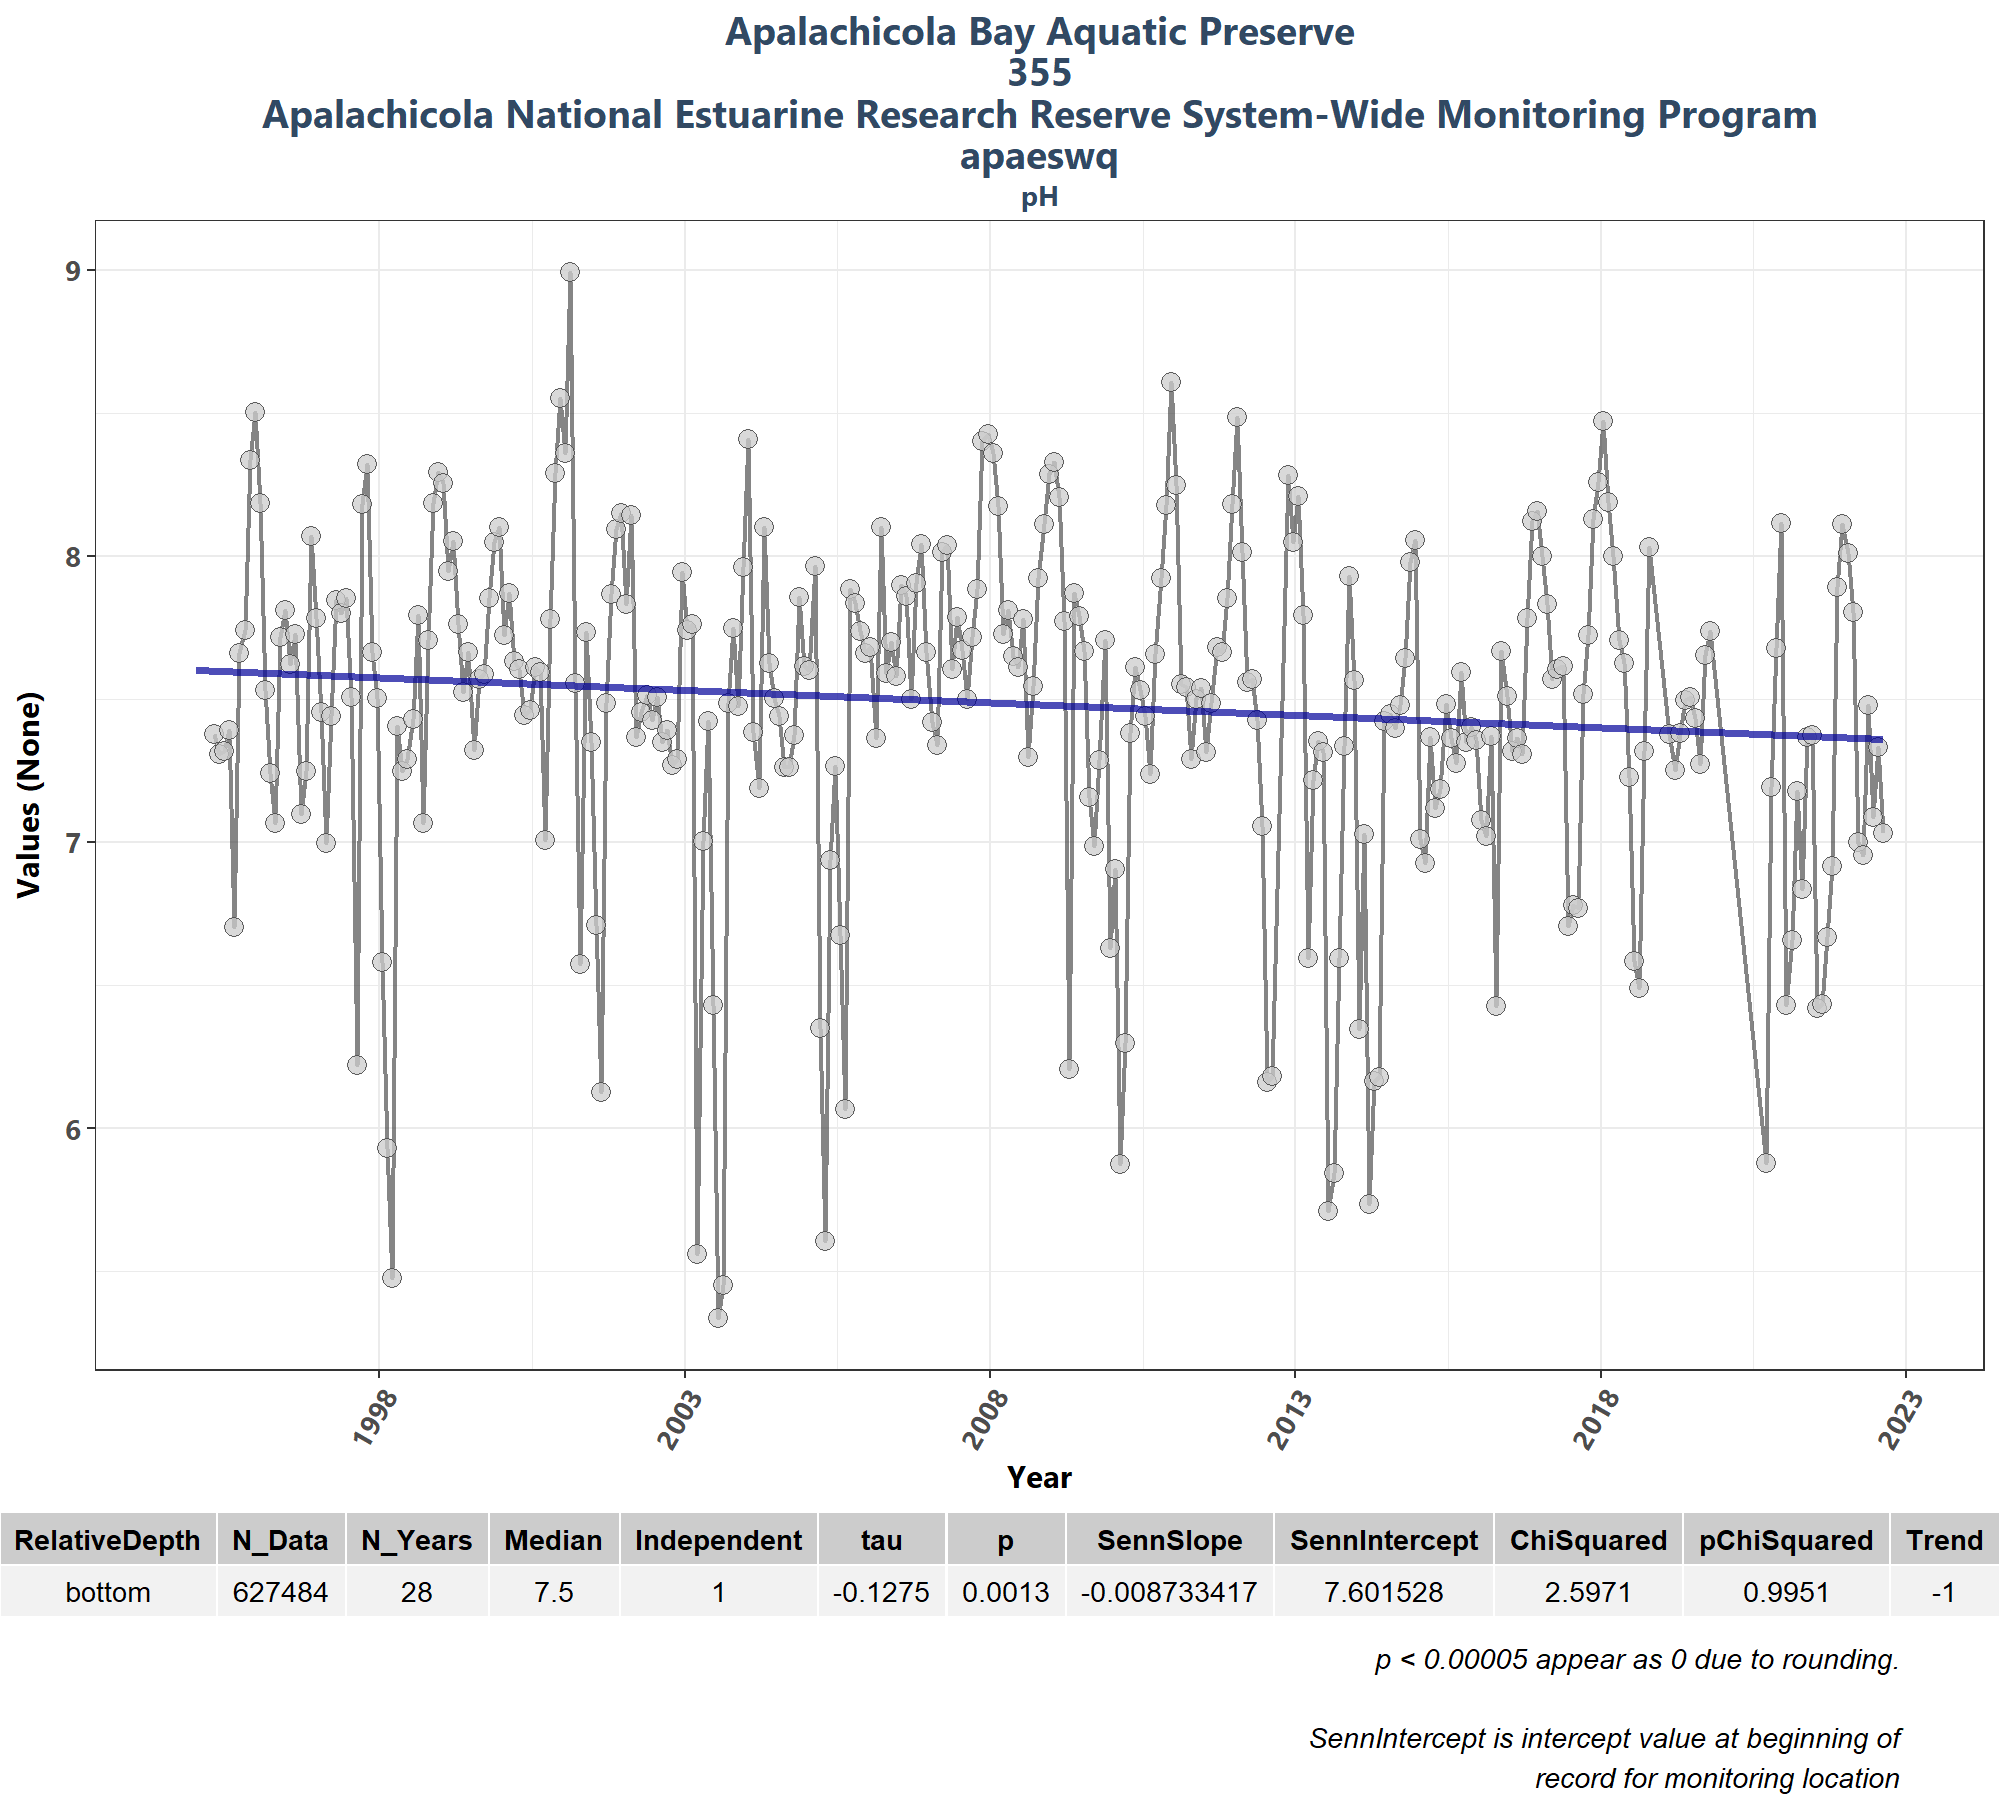 Apalachicola Bay Aquatic Preserve
355
Apalachicola National Estuarine Research Reserve System-Wide Monitoring Program
apaeswq
pH
9
8
7
6
Values (None)
1998 2003 2008 2013 2018 2023
Year
RelativeDepth N_Data N_Years Median Independent tau p SennSlope SennIntercept ChiSquared pChiSquared Trend
bottom 627484 28 7.5 1 -0.1275 0.0013 -0.008733417 7.601528 2.5971 0.9951 -1
p < 0.00005 appear as 0 due to rounding.
SennIntercept is intercept value at beginning of
record for monitoring location